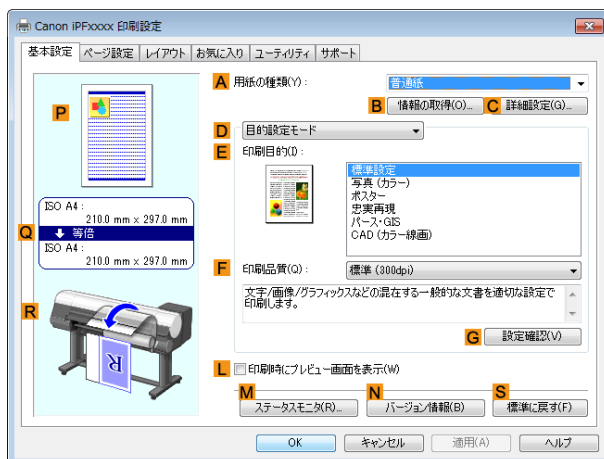 Canon iPFxxxx 印刷設定
基本設定 ページ設定 レイアウト お気に入り ユーティリティ サポート
P
A 用紙の種類(Y): 普通紙
B 情報の取得(O)... C 詳細設定(G)...
D 目的設定モード
E 印刷目的(I):
標準設定
写真 (カラー)
ポスター
忠実再現
パース・GIS
CAD (カラー線画)
Q
ISO A4 :
210.0 mm x 297.0 mm
等倍
ISO A4 :
210.0 mm x 297.0 mm
F 印刷品質(Q): 標準 (300dpi)
文字/画像/グラフィックスなどの混在する一般的な文書を適切な設定で
印刷します。
R
R
G 設定確認(V)
L 印刷時にプレビュー画面を表示(W)
M N S
ステータスモニタ(R)... バージョン情報(B) 標準に戻す(F)
OK キャンセル 適用(A) ヘルプ